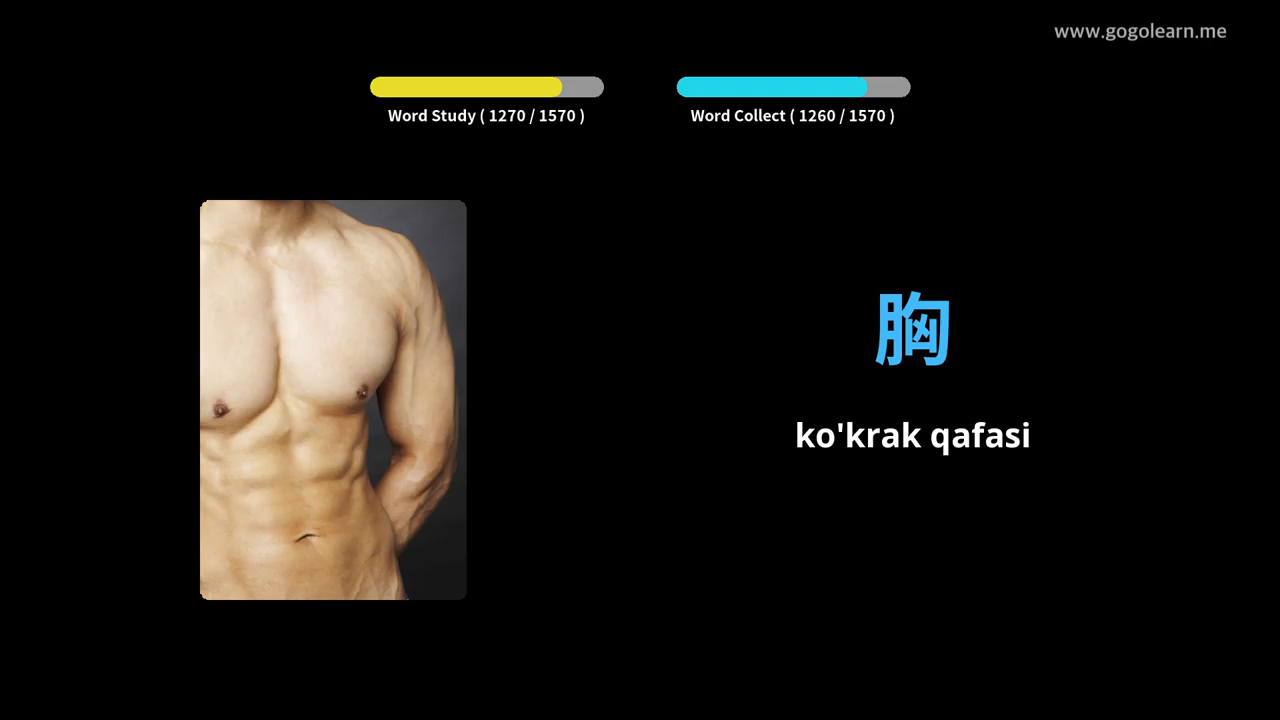 www.gogolearn.me
Word Study ( 1270 / 1570 )
Word Collect ( 1260 / 1570 )
胸
ko'krak qafasi